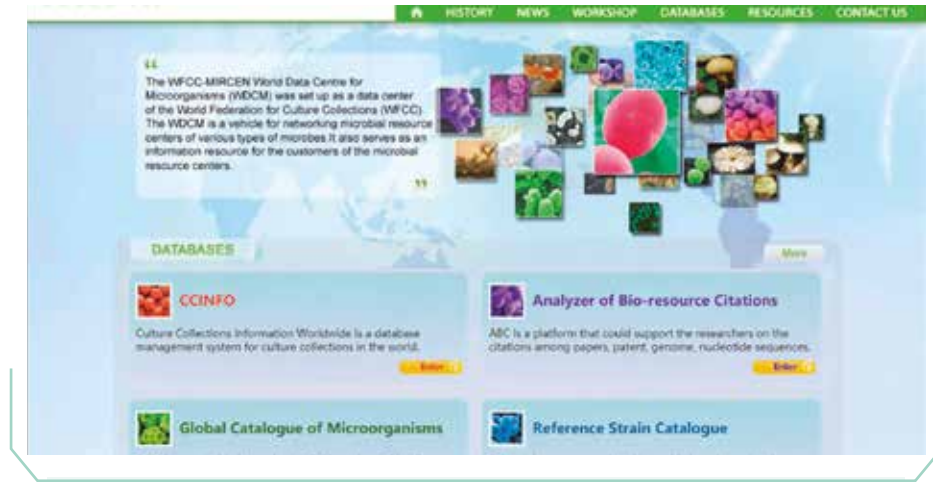 HISTORY NEWS WORKSHOP DATABASES RESOURCES CONTACT US
“
The WFCC-MIRCEN World Data Centre for
Microorganisms (WDCM) was set up as a data center
of the World Federation for Culture Collections (WFCC)
The WDCM is a vehicle for networking microbial resource
centers of various types of microbes.It also serves as an
information resource for the customers of the microbial
resource centers.
”
DATABASES
More
CCINFO
Culture Collections Information Worldwide is a database
management system for culture collections in the world.
Enter
Analyzer of Bio-resource Citations
ABC is a platform that could support the researchers on the
citations among papers, patent, genome, nucleotide sequences.
Enter
Global Catalogue of Microorganisms
Reference Strain Catalogue